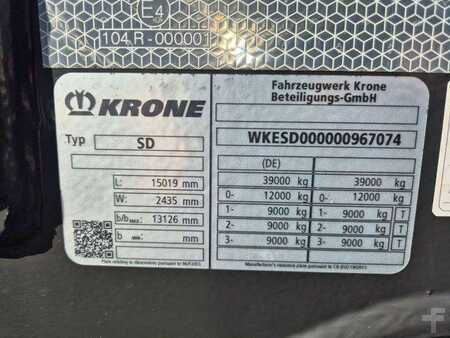 E4
104 R-000001
KRONE
Fahrzeugwerk Krone
Beteiligungs-GmbH
Typ SD
WKESD000000967074
(DE)
L: 15019 mm
W: 2435 mm
b/b MAX.: 13126 mm
b MIN.: mm
39000 kg 39000 kg
0- 12000 kg 0- 12000 kg
1- 9000 kg 1- 9000 kg T
2- 9000 kg 2- 9000 kg T
3- 9000 kg 3- 9000 kg T